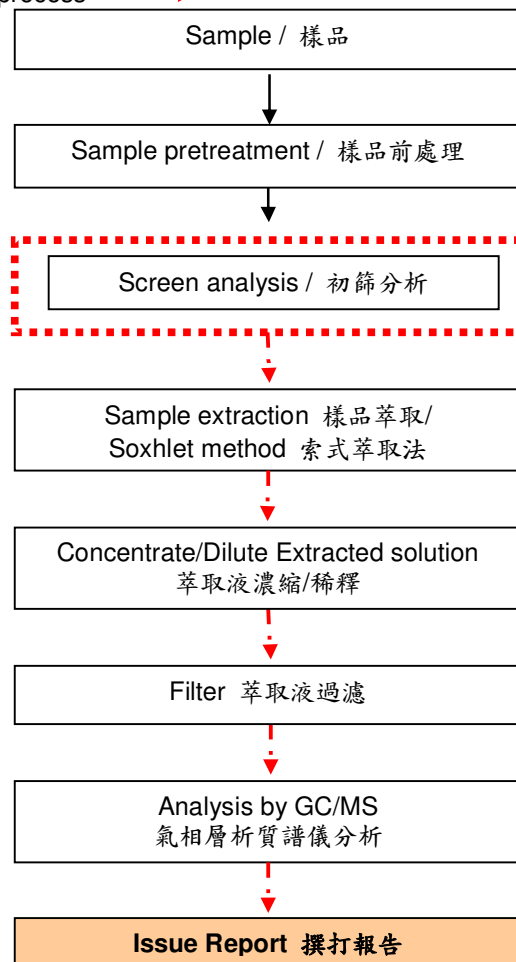 process
Sample / 樣品
Sample pretreatment / 樣品前處理
Screen analysis / 初篩分析
Sample extraction 樣品萃取/
Soxhlet method 索式萃取法
Concentrate/Dilute Extracted solution
萃取液濃縮/稀釋
Filter 萃取液過濾
Analysis by GC/MS
氣相層析質譜儀分析
Issue Report 撰打報告